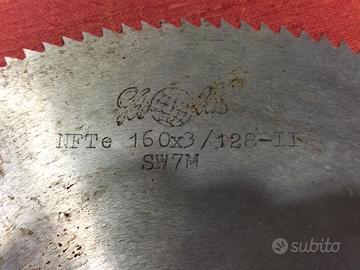 NFTe 160x3/128-II
SW7M
subito